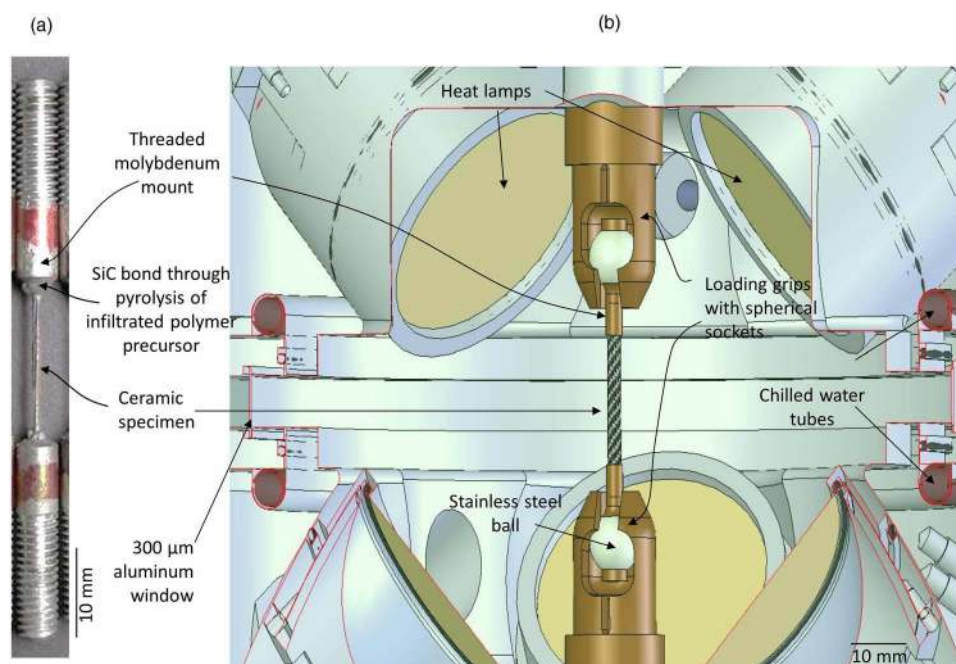 (a)
(b)
Heat lamps
Threaded
molybdenum
mount
SiC bond through
pyrolysis of
infiltrated polymer
precursor
Loading grips
with spherical
sockets
Ceramic
specimen
Chilled water
tubes
Stainless steel
ball
300 µm
aluminum
window
10 mm
10 mm